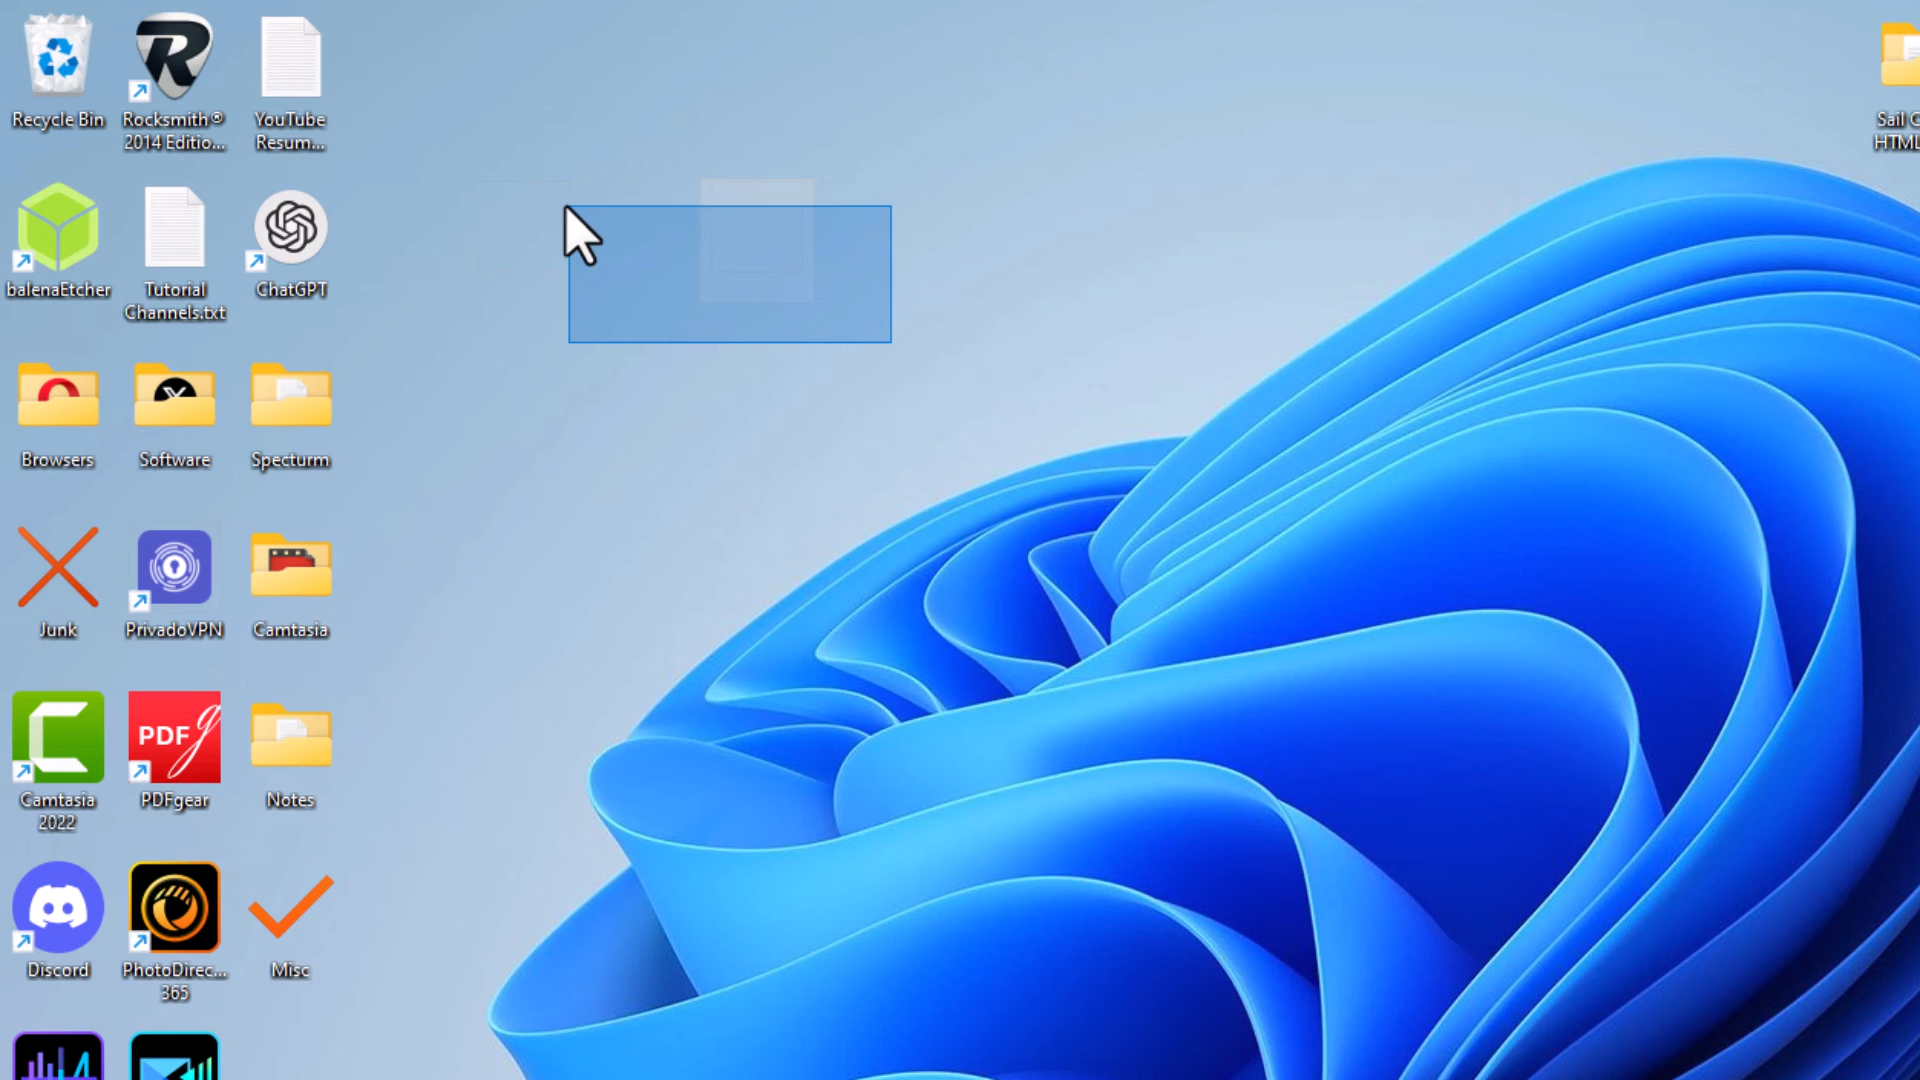 Recycle Bin
Rocksmith®
2014 Editio...
YouTube
Resum...
HTML
balenaEtcher
Tutorial
Channels.txt
ChatGPT
Browsers
Software
Specturm
Junk
PrivadoVPN
Camtasia
PDF
Camtasia
2022
PDFgear
Notes
Discord
PhotoDirec...
365
Misc